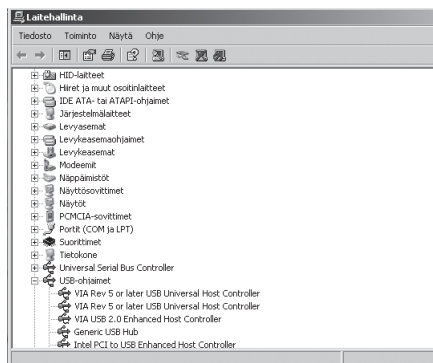 Laitehallinta
Tiedosto Toiminto Näytä Ohje
HID-laitteet
Hiiret ja muut osoitinlaitteet
IDE ATA- tai ATAPI-ohjaimet
Järjestelmälaitteet
Levyasemat
Levykeasemaohjaimet
Levykeasemat
Modeemit
Näppäimistöt
Näyttösovittimet
Näytöt
PCMCIA-sovittimet
Portit (COM ja LPT)
Suorittimet
Tietokone
Universal Serial Bus Controller
USB-ohjaimet
VIA Rev 5 or later USB Universal Host Controller
VIA Rev 5 or later USB Universal Host Controller
VIA USB 2.0 Enhanced Host Controller
Generic USB Hub
Intel PCI to USB Enhanced Host Controller